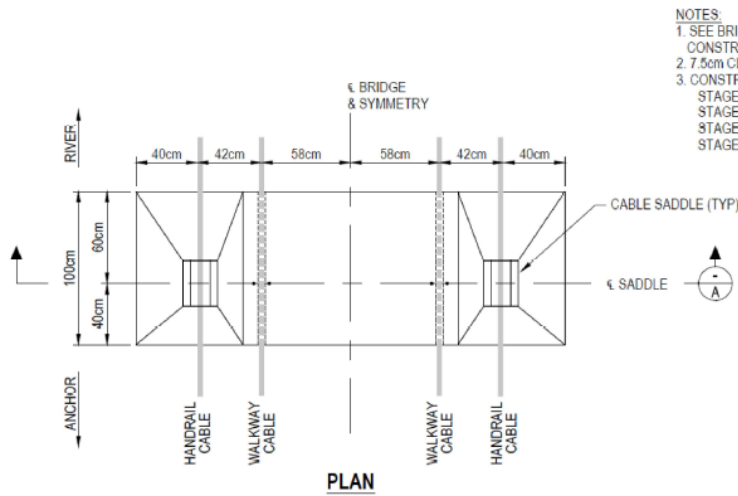 NOTES:
1. SEE BRI
CONSTR
2. 7.5cm Cl
3. CONSTR
STAGE
STAGE
STAGE
STAGE
℄ BRIDGE
& SYMMETRY
RIVER
40cm 42cm 58cm 58cm 42cm 40cm
CABLE SADDLE (TYP)
100cm
60cm
40cm
℄ SADDLE
-
A
ANCHOR
HANDRAIL
CABLE
WALKWAY
CABLE
WALKWAY
CABLE
HANDRAIL
CABLE
PLAN